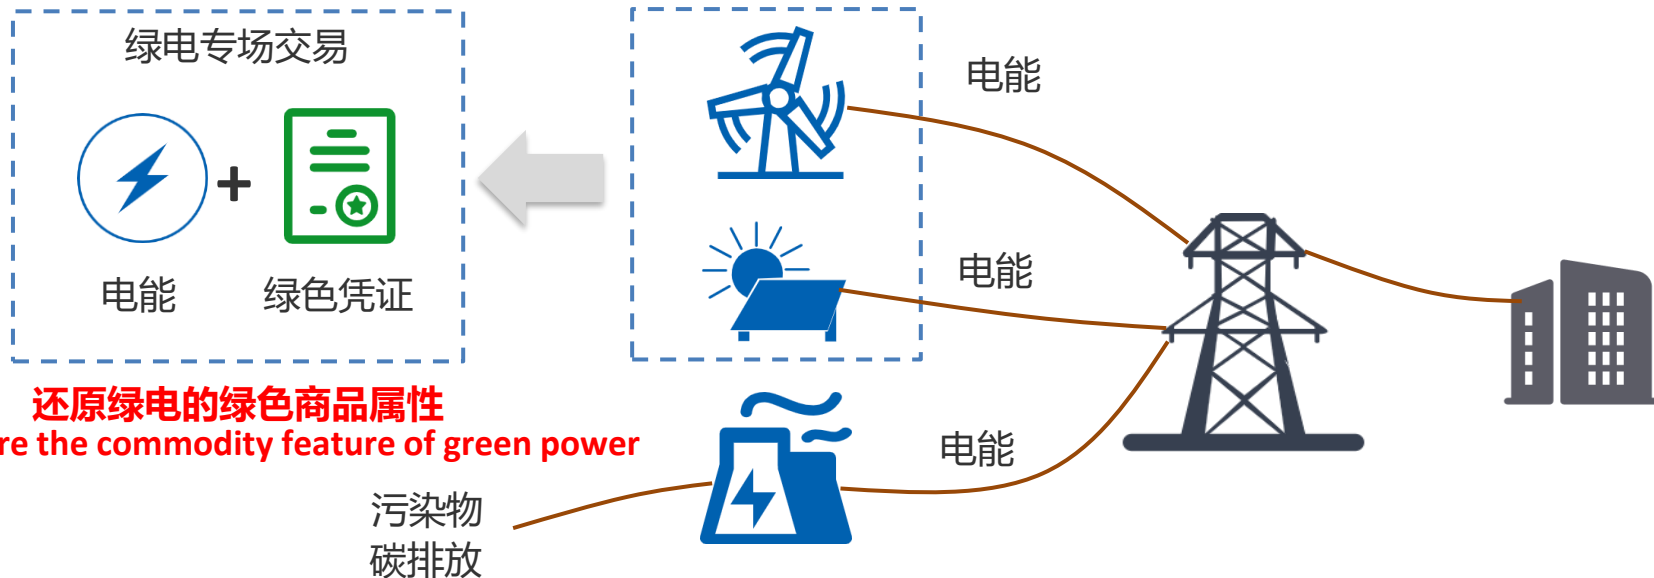 绿电专场交易
+
电能
绿色凭证
还原绿电的绿色商品属性
re the commodity feature of green power
电能
电能
电能
污染物
碳排放